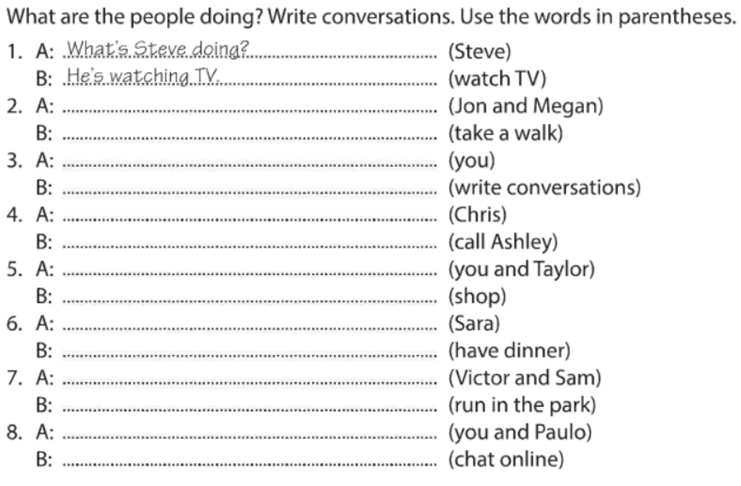 What are the people doing? Write conversations. Use the words in parentheses.
1. A: What's Steve doing? (Steve)
B: He's watching TV. (watch TV)
2. A: (Jon and Megan)
B: (take a walk)
3. A: (you)
B: (write conversations)
4. A: (Chris)
B: (call Ashley)
5. A: (you and Taylor)
B: (shop)
6. A: (Sara)
B: (have dinner)
7. A: (Victor and Sam)
B: (run in the park)
8. A: (you and Paulo)
B: (chat online)